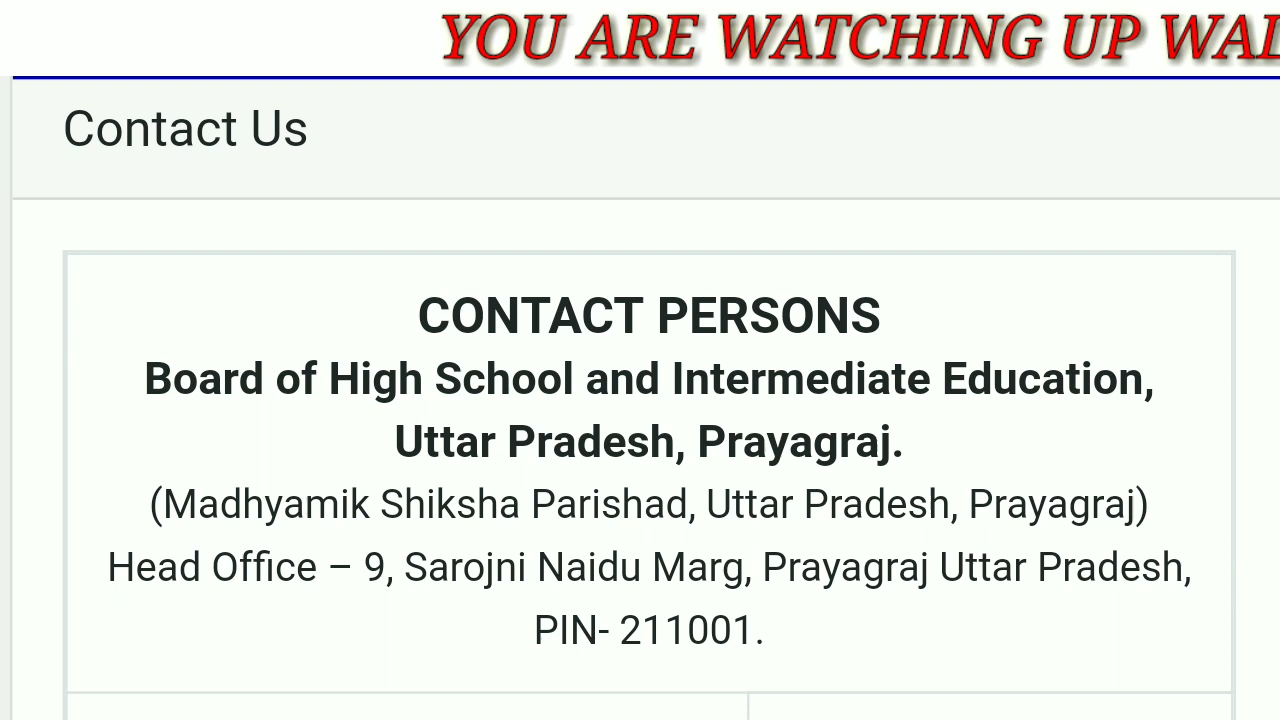 YOU ARE WATCHING UP
Contact Us
CONTACT PERSONS
Board of High School and Intermediate Education,
Uttar Pradesh, Prayagraj.
(Madhyamik Shiksha Parishad, Uttar Pradesh, Prayagraj)
Head Office – 9, Sarojni Naidu Marg, Prayagraj Uttar Pradesh,
PIN- 211001.